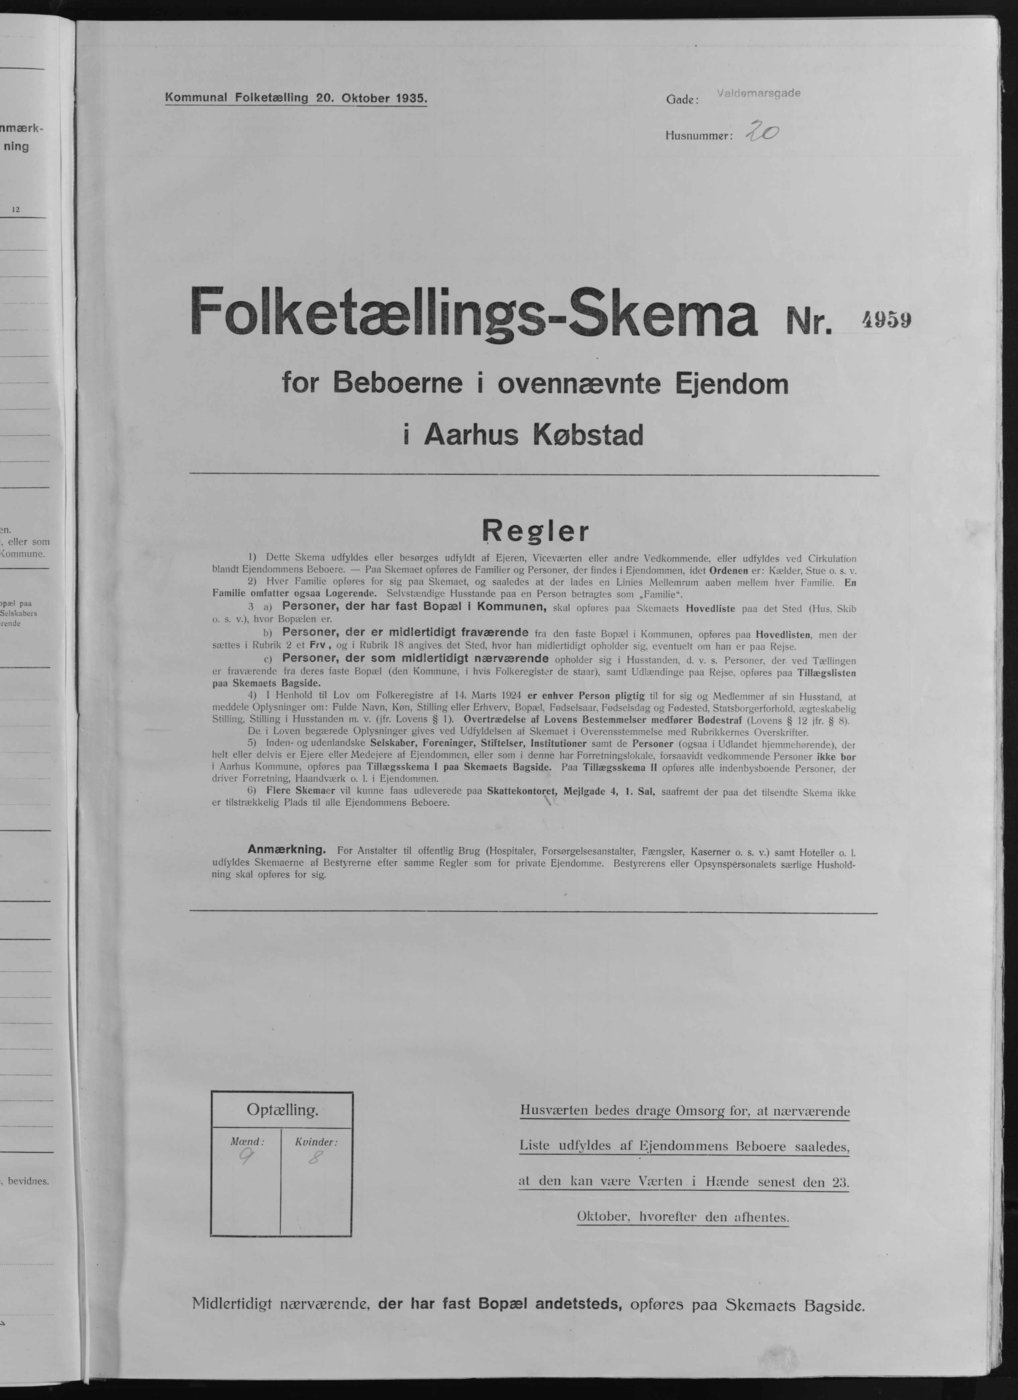 nmærk-
ning
12
en.
, eller som
Kommune.
opæl paa
Selskabers
rende
, bevidnes.
Kommunal Folketælling 20. Oktober 1935.
Gade: Valdemarsgade
Husnummer: 20
Folketællings-Skema Nr. 4959
for Beboerne i ovennævnte Ejendom
i Aarhus Købstad
Regler
1) Dette Skema udfyldes eller besørges udfyldt af Ejeren, Viceværten eller andre Vedkommende, eller udfyldes ved Cirkulation
blandt Ejendommens Beboere. — Paa Skemaet opføres de Familier og Personer, der findes i Ejendommen, idet Ordenen er: Kælder, Stue o. s. v.
2) Hver Familie opføres for sig paa Skemaet, og saaledes at der lades en Linies Mellemrum aaben mellem hver Familie. En
Familie omfatter ogsaa Logerende. Selvstændige Husstande paa en Person betragtes som „Familie“.
3 a) Personer, der har fast Bopæl i Kommunen, skal opføres paa Skemaets Hovedliste paa det Sted (Hus, Skib
o. s. v.), hvor Bopælen er.
b) Personer, der er midlertidigt fraværende fra den faste Bopæl i Kommunen, opføres paa Hovedlisten, men der
sættes i Rubrik 2 et Frv., og i Rubrik 18 angives det Sted, hvor han midlertidigt opholder sig, eventuelt om han er paa Rejse.
c) Personer, der som midlertidigt nærværende opholder sig i Husstanden, d. v. s. Personer, der ved Tællingen
er fraværende fra deres faste Bopæl (den Kommune, i hvis Folkeregister de staar), samt Udlændinge paa Rejse, opføres paa Tillægslisten
paa Skemaets Bagside.
4) I Henhold til Lov om Folkeregistre af 14. Marts 1924 er enhver Person pligtig til for sig og Medlemmer af sin Husstand, at
meddele Oplysninger om: Fulde Navn, Køn, Stilling eller Erhverv, Bopæl, Fødselsaar, Fødselsdag og Fødested, Statsborgerforhold, ægteskabelig
Stilling, Stilling i Husstanden m. v. (jfr. Lovens § 1). Overtrædelse af Lovens Bestemmelser medfører Bødestraf (Lovens § 12 jfr. § 8).
De i Loven begærede Oplysninger gives ved Udfyldelsen af Skemaet i Overensstemmelse med Rubrikkernes Overskrifter.
5) Inden- og udenlandske Selskaber, Foreninger, Stiftelser, Institutioner samt de Personer (ogsaa i Udlandet hjemmehørende), der
helt eller delvis er Ejere eller Medejere af Ejendommen, eller som i denne har Forretningslokale, forsaavidt vedkommende Personer ikke bor
i Aarhus Kommune, opføres paa Tillægsskema I paa Skemaets Bagside. Paa Tillægsskema II opføres alle indenbysboende Personer, der
driver Forretning, Haandværk o. l. i Ejendommen.
6) Flere Skemaer vil kunne faas udleverede paa Skattekontoret, Mejlgade 4, 1. Sal, saafremt der paa det tilsendte Skema ikke
er tilstrækkelig Plads til alle Ejendommens Beboere.
Anmærkning. For Anstalter til offentlig Brug (Hospitaler, Forsørgelsesanstalter, Fængsler, Kaserner o. s. v.) samt Hoteller o. l.
udfyldes Skemaerne af Bestyrerne efter samme Regler som for private Ejendomme. Bestyrerens eller Opsynspersonalets særlige Hushold-
ning skal opføres for sig.
Optælling.
Mænd: Kvinder:
9 8
Husværten bedes drage Omsorg for, at nærværende
Liste udfyldes af Ejendommens Beboere saaledes,
at den kan være Værten i Hænde senest den 23.
Oktober, hvorefter den afhentes.
Midlertidigt nærværende, der har fast Bopæl andetsteds, opføres paa Skemaets Bagside.